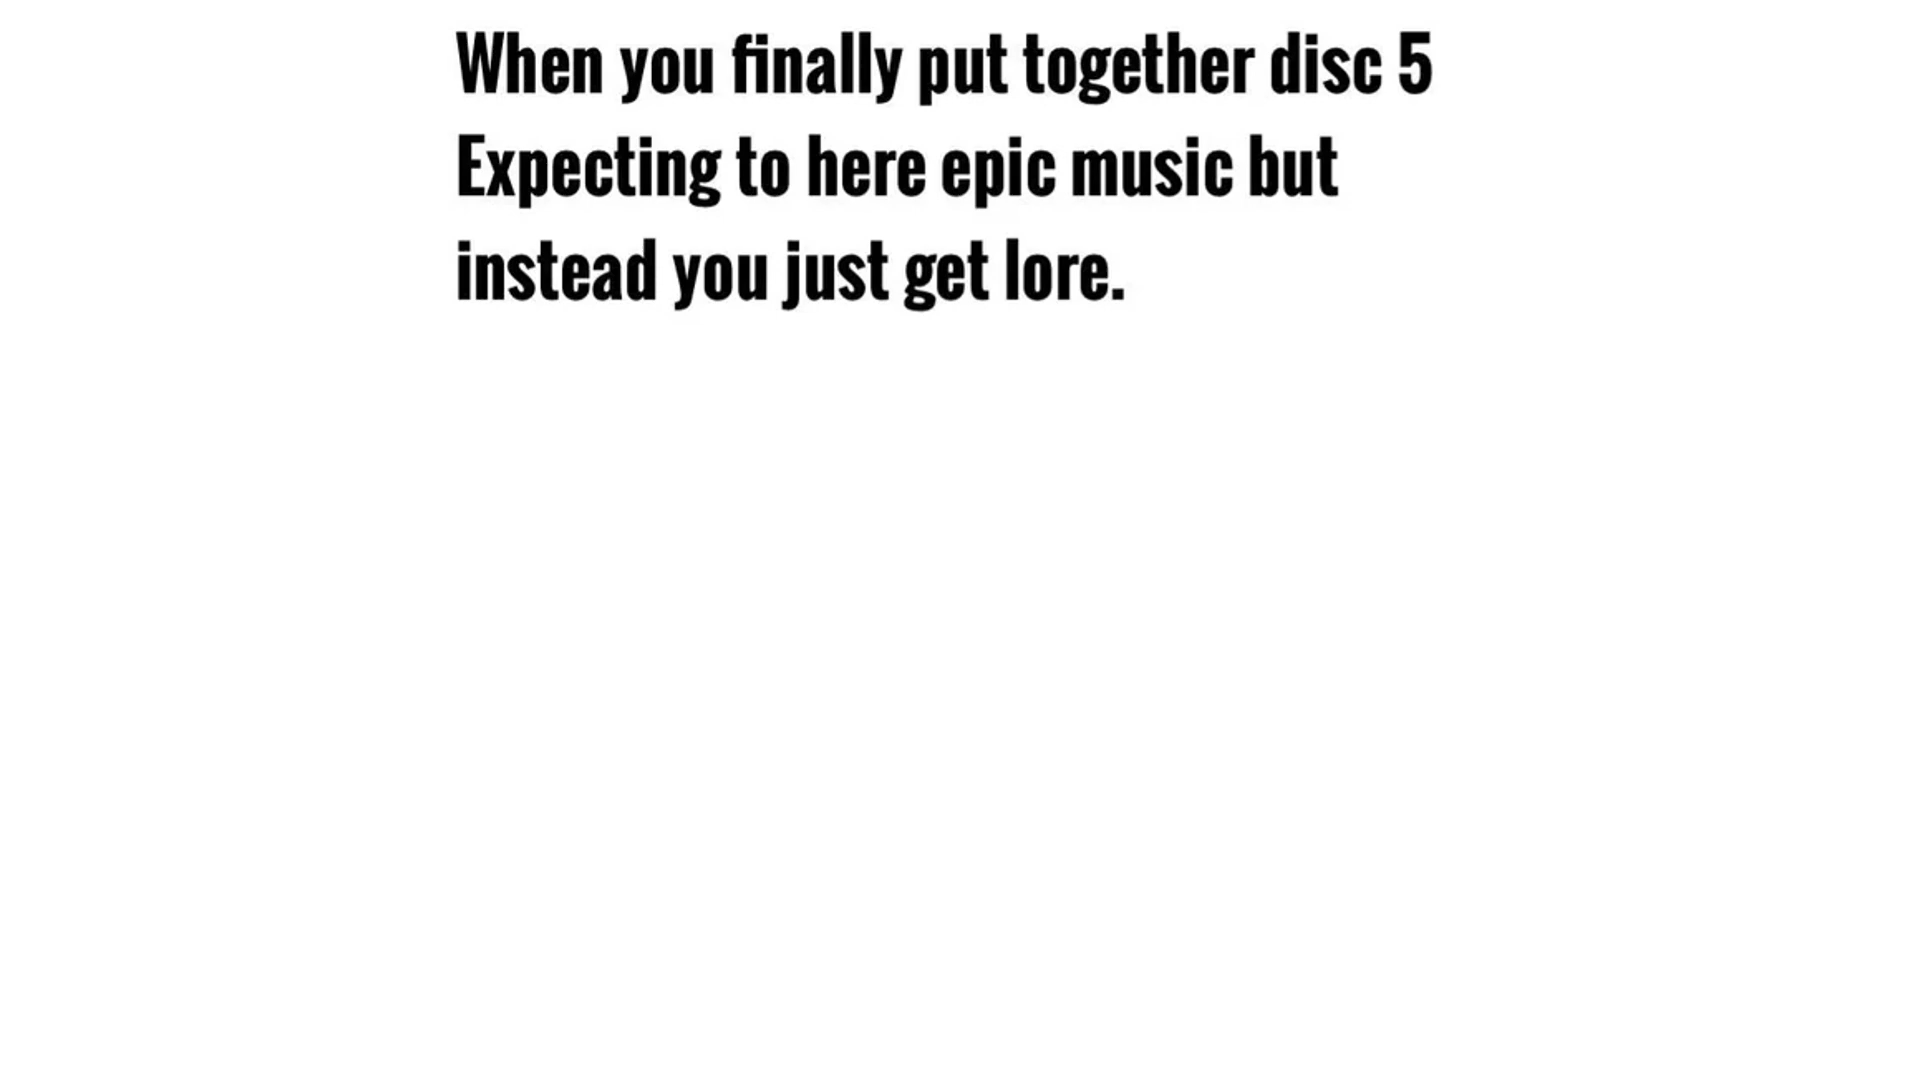 When you finally put together disc 5
Expecting to here epic music but
instead you just get lore.